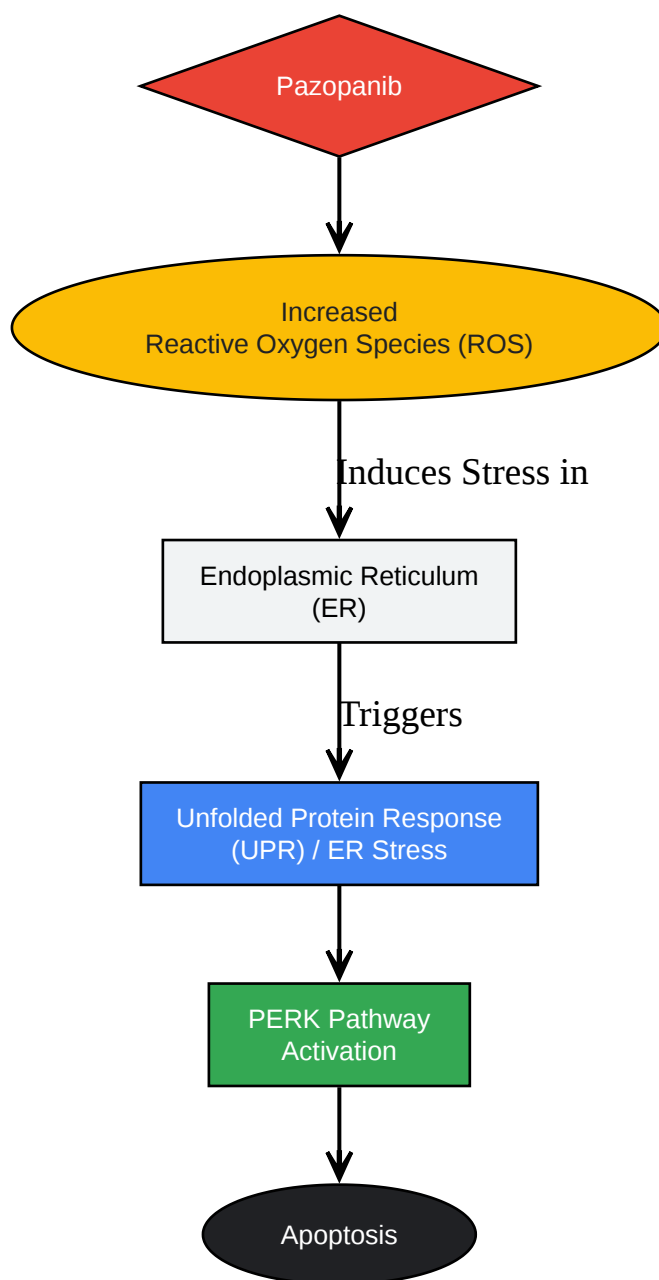 Pazopanib
Increased
Reactive Oxygen Species (ROS)
Induces Stress in
Endoplasmic Reticulum
(ER)
Triggers
Unfolded Protein Response
(UPR) / ER Stress
PERK Pathway
Activation
Apoptosis